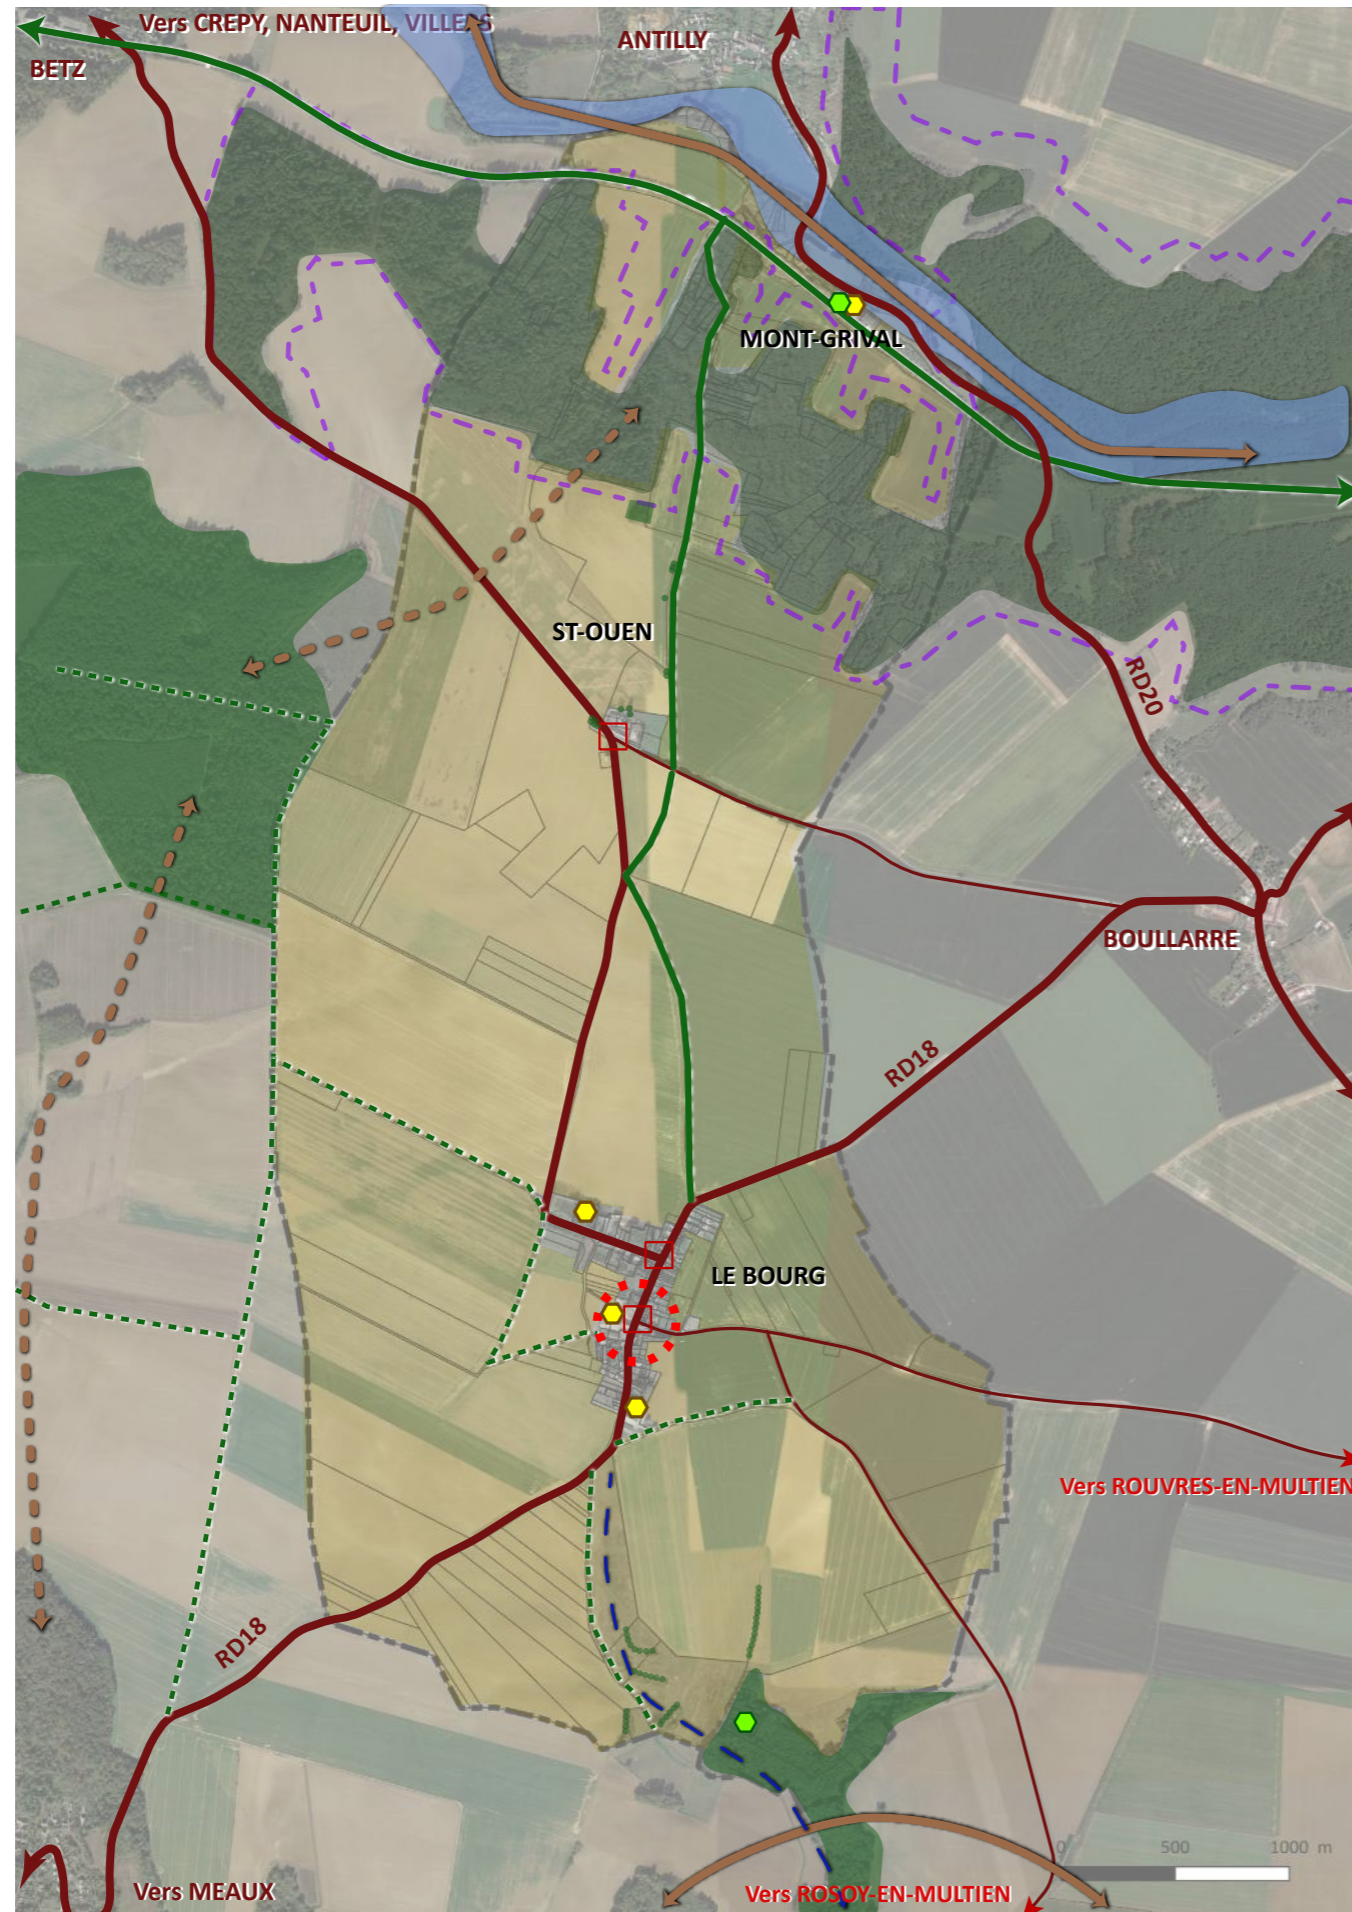 Vers CREPY, NANTEUIL, VILLERS
ANTILLY
BETZ
MONT-GRIVAL
ST-OUEN
RD20
BOULLARRE
RD18
LE BOURG
Vers ROUVRES-EN-MULTIEN
RD18
0 500 1000 m
Vers MEAUX
Vers ROSOY-EN-MULTIEN